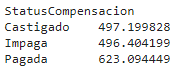 StatusCompensacion
Castigado 497.199828
Impaga 496.404199
Pagada 623.094449